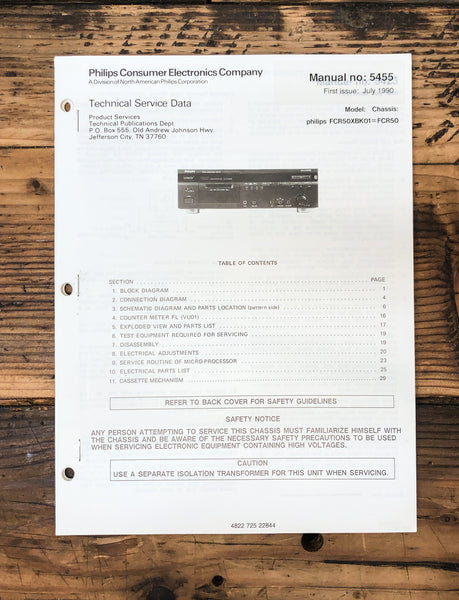 Philips Consumer Electronics Company
A Division of North American Philips Corporation
Manual no: 5455
First issue: July 1990
Technical Service Data
Model: Chassis:
Product Services
Technical Publications Dept
P.O. Box 555, Old Andrew Johnson Hwy.
Jefferson City, TN 37760
philips FCR50XBK01=FCR50
TABLE OF CONTENTS
SECTION PAGE
1. BLOCK DIAGRAM 1
2. CONNECTION DIAGRAM 4
3. SCHEMATIC DIAGRAM AND PARTS LOCATION (pattern side) 6
4. COUNTER METER FL (VU01) 16
5. EXPLODED VIEW AND PARTS LIST 17
6. TEST EQUIPMENT REQUIRED FOR SERVICING 19
7. DISASSEMBLY 19
8. ELECTRICAL ADJUSTMENTS 20
9. SERVICE ROUTINE OF MICRO-PROCESSOR 23
10. ELECTRICAL PARTS LIST 25
11. CASSETTE MECHANISM 29
REFER TO BACK COVER FOR SAFETY GUIDELINES
SAFETY NOTICE
ANY PERSON ATTEMPTING TO SERVICE THIS CHASSIS MUST FAMILIARIZE HIMSELF WITH
THE CHASSIS AND BE AWARE OF THE NECESSARY SAFETY PRECAUTIONS TO BE USED
WHEN SERVICING ELECTRONIC EQUIPMENT CONTAINING HIGH VOLTAGES.
CAUTION
USE A SEPARATE ISOLATION TRANSFORMER FOR THIS UNIT WHEN SERVICING.
4822 725 22844